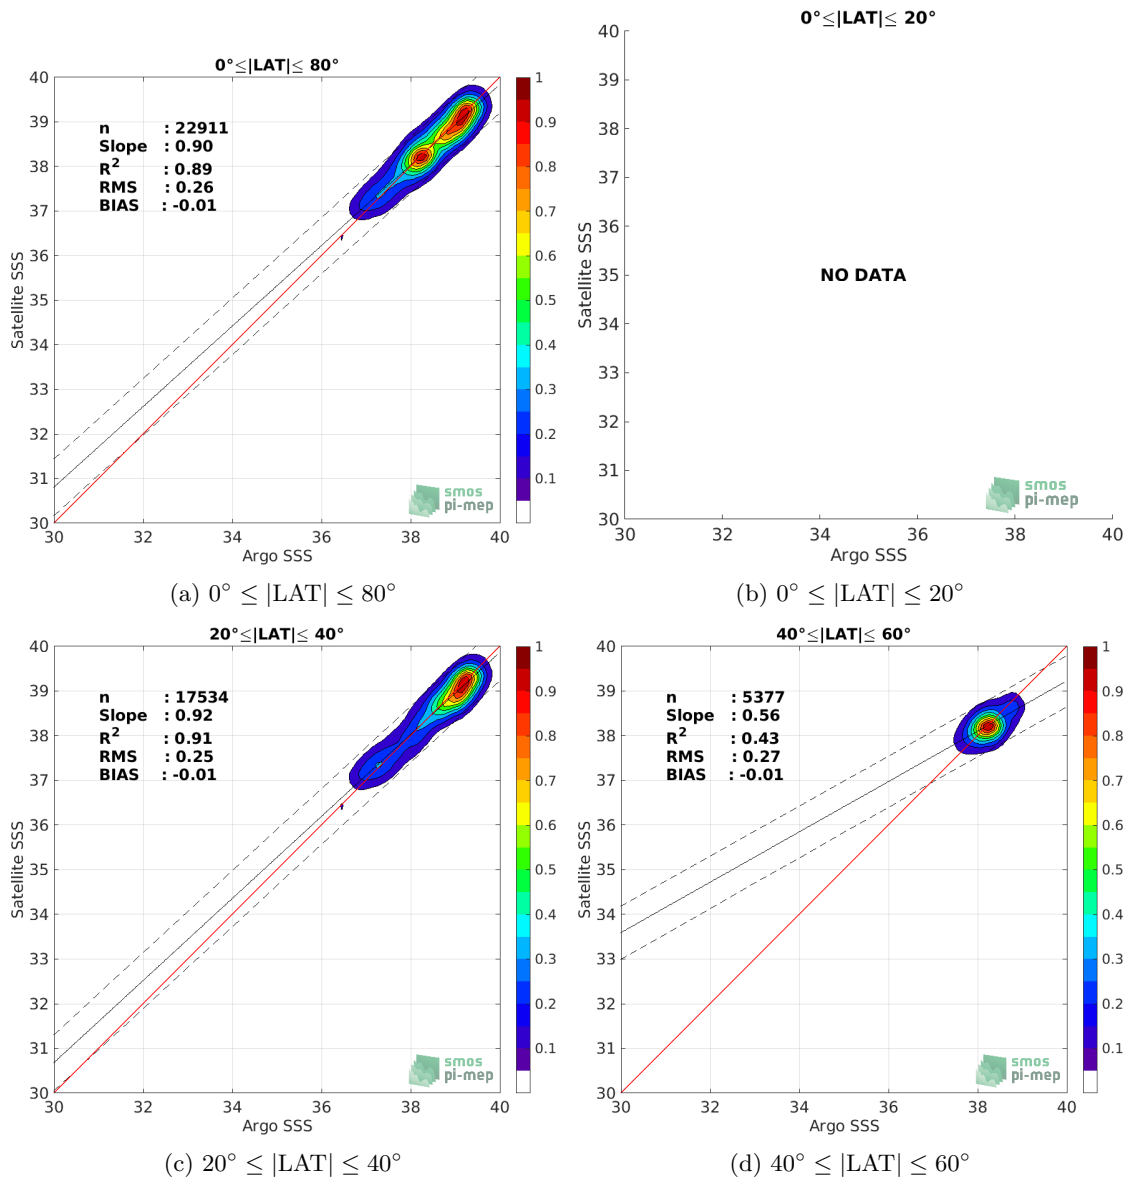 0°≤|LAT|≤ 80°
40
39
38
37
36
35
34
33
32
31
30
Satellite SSS
n : 22911
Slope : 0.90
R2 : 0.89
RMS : 0.26
BIAS : -0.01
smos
pi-mep
30 32 34 36 38 40
Argo SSS
1
0.9
0.8
0.7
0.6
0.5
0.4
0.3
0.2
0.1
(a) 0° ≤ |LAT| ≤ 80°
0°≤|LAT|≤ 20°
40
39
38
37
36
35
34
33
32
31
30
Satellite SSS
NO DATA
smos
pi-mep
30 32 34 36 38 40
Argo SSS
(b) 0° ≤ |LAT| ≤ 20°
20°≤|LAT|≤ 40°
40
39
38
37
36
35
34
33
32
31
30
Satellite SSS
n : 17534
Slope : 0.92
R2 : 0.91
RMS : 0.25
BIAS : -0.01
smos
pi-mep
30 32 34 36 38 40
Argo SSS
1
0.9
0.8
0.7
0.6
0.5
0.4
0.3
0.2
0.1
(c) 20° ≤ |LAT| ≤ 40°
40°≤|LAT|≤ 60°
40
39
38
37
36
35
34
33
32
31
30
Satellite SSS
n : 5377
Slope : 0.56
R2 : 0.43
RMS : 0.27
BIAS : -0.01
smos
pi-mep
30 32 34 36 38 40
Argo SSS
1
0.9
0.8
0.7
0.6
0.5
0.4
0.3
0.2
0.1
(d) 40° ≤ |LAT| ≤ 60°